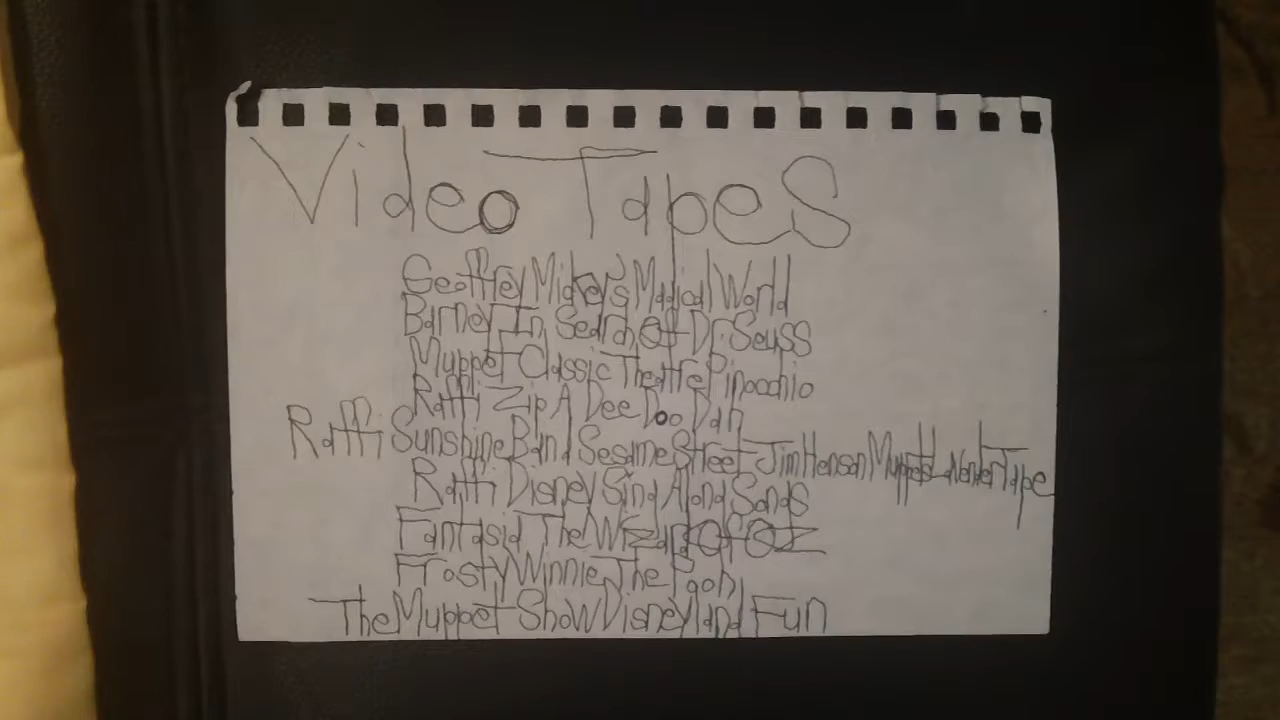 Video Tapes
Geoffrey Mickey's Magical World
Barney In Search Of Dr. Seuss
Muppet Classic Theatre Pinocchio
Raffi Zip A Dee Doo Dah
Raffi Sunshine Band Sesame Street Jim Henson Muppets Lavender Tape
Raffi Disney Sing Along Songs
Fantasia The Wizard Of Oz
Frosty Winnie The Pooh
The Muppet Show Disneyland Fun